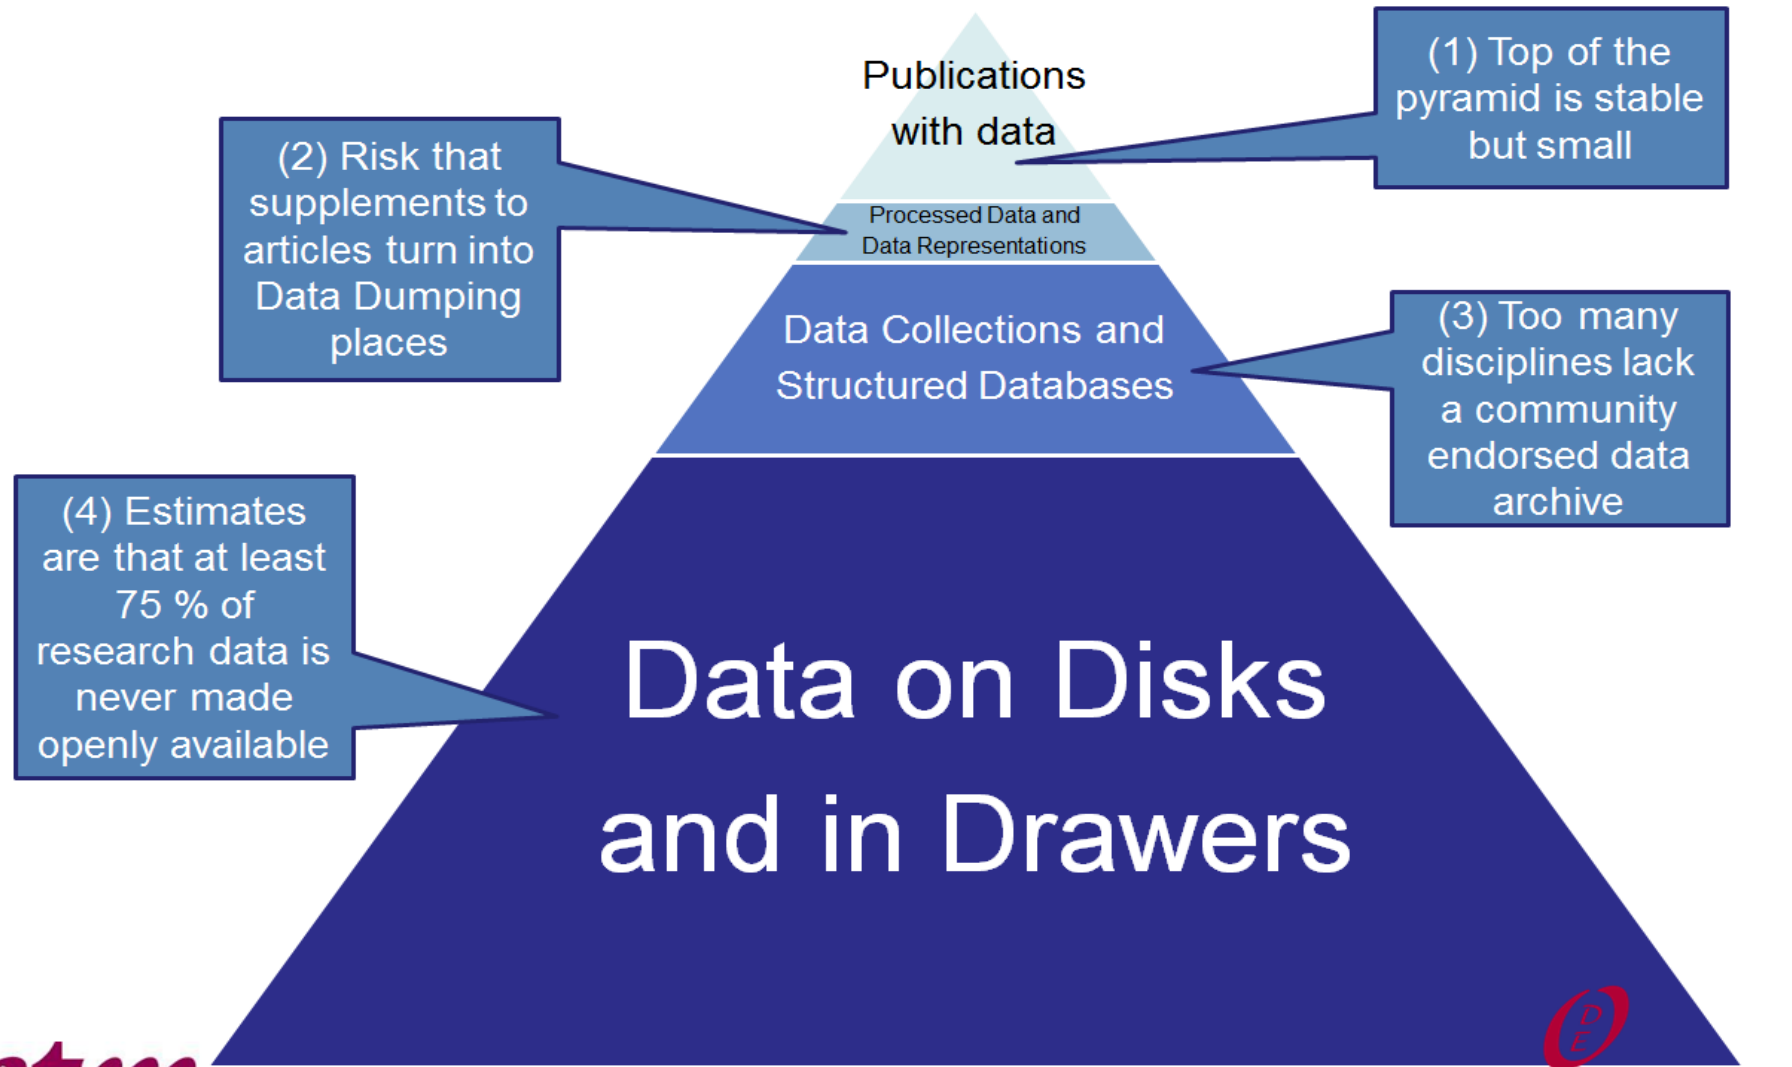 Publications
with data
(1) Top of the
pyramid is stable
but small
(2) Risk that
supplements to
articles turn into
Data Dumping
places
Processed Data and
Data Representations
Data Collections and
Structured Databases
(3) Too many
disciplines lack
a community
endorsed data
archive
(4) Estimates
are that at least
75 % of
research data is
never made
openly available
Data on Disks
and in Drawers
O
D
E